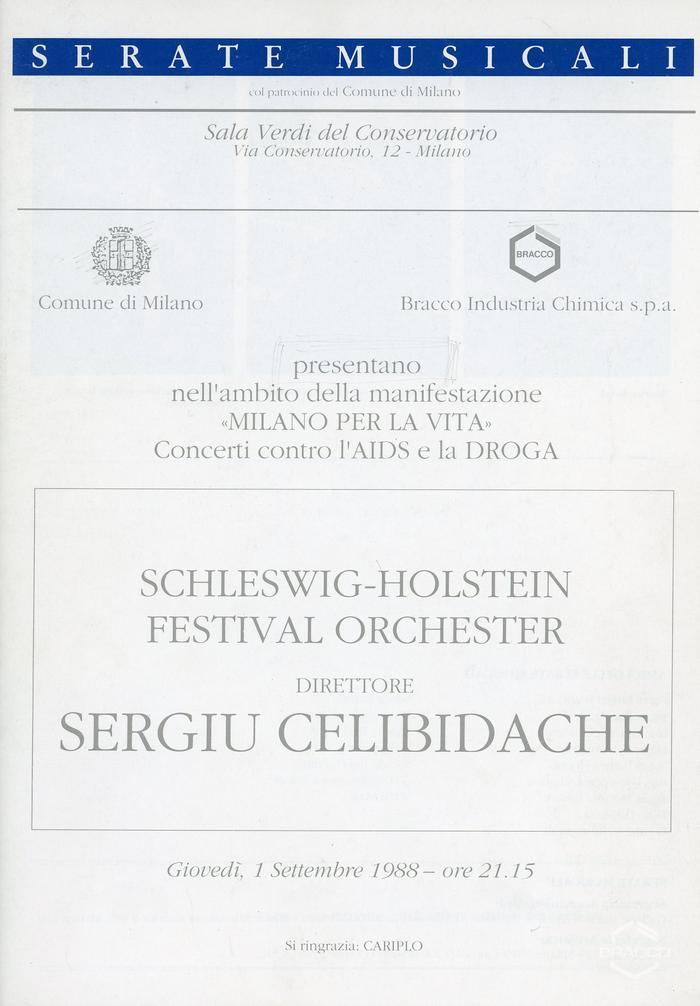 SERATE MUSICALI
col patrocinio del Comune di Milano
Sala Verdi del Conservatorio
Via Conservatorio, 12 - Milano
BRACCO
Comune di Milano
Bracco Industria Chimica s.p.a.
presentano
nell'ambito della manifestazione
«MILANO PER LA VITA»
Concerti contro l'AIDS e la DROGA
SCHLESWIG-HOLSTEIN
FESTIVAL ORCHESTER
DIRETTORE
SERGIU CELIBIDACHE
Giovedì, 1 Settembre 1988 – ore 21.15
Si ringrazia: CARIPLO
BRACCO